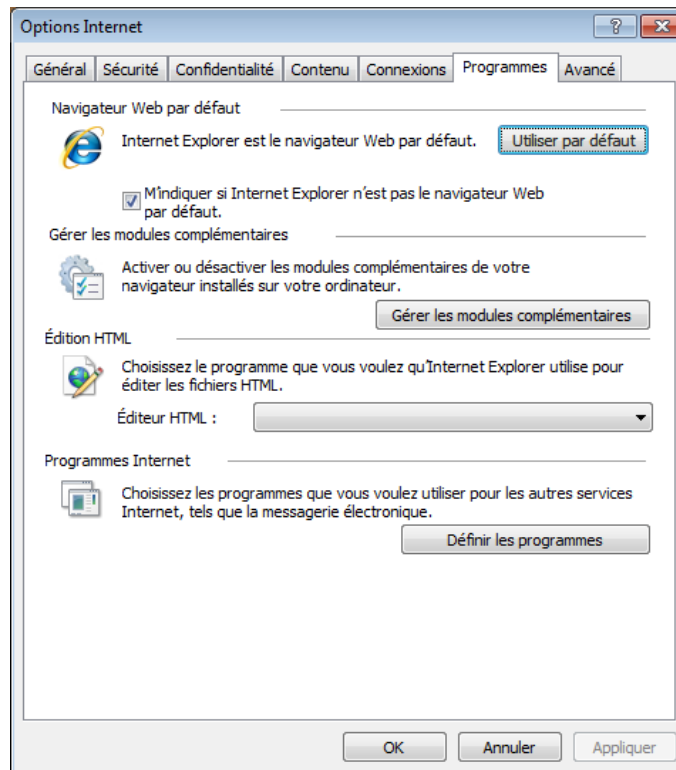 Options Internet
Général Sécurité Confidentialité Contenu Connexions Programmes Avancé
Navigateur Web par défaut
Internet Explorer est le navigateur Web par défaut. Utiliser par défaut
M'indiquer si Internet Explorer n'est pas le navigateur Web
par défaut.
Gérer les modules complémentaires
Activer ou désactiver les modules complémentaires de votre
navigateur installés sur votre ordinateur.
Gérer les modules complémentaires
Édition HTML
Choisissez le programme que vous voulez qu'Internet Explorer utilise pour
éditer les fichiers HTML.
Éditeur HTML :
Programmes Internet
Choisissez les programmes que vous voulez utiliser pour les autres services
Internet, tels que la messagerie électronique.
Définir les programmes
OK Annuler Appliquer